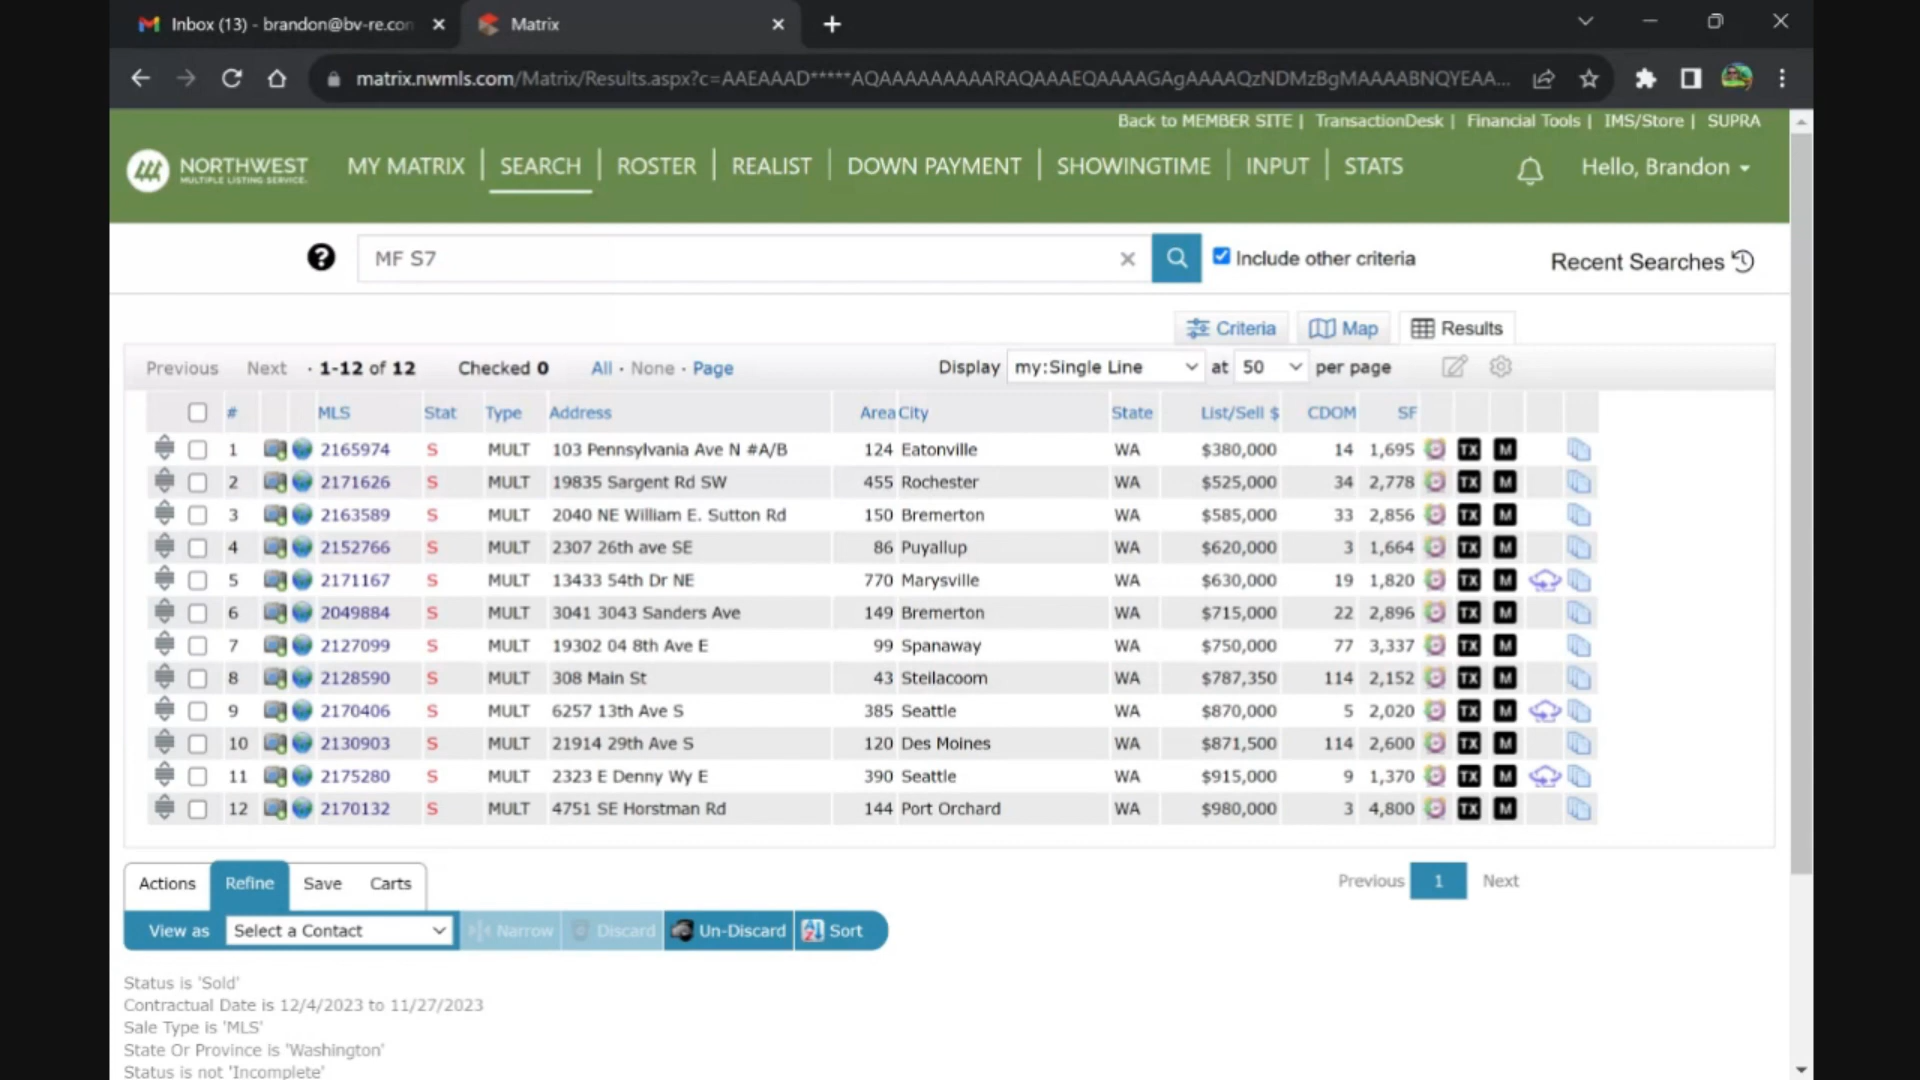 Inbox (13) - brandon@bv-re.con
Matrix
matrix.nwmls.com/Matrix/Results.aspx?c=AAEAAAD*****AQAAAAAAAAARAQAAAEQAAAAGAgAAAAQzNDMzBgMAAAABNQYEAA...
Back to MEMBER SITE | TransactionDesk | Financial Tools | IMS/Store | SUPRA
NORTHWEST
MULTIPLE LISTING SERVICE.
MY MATRIX SEARCH ROSTER REALIST DOWN PAYMENT SHOWINGTIME INPUT STATS
Hello, Brandon
MF S7
Include other criteria
Recent Searches
Criteria Map Results
Previous Next · 1-12 of 12 Checked 0 All · None · Page Display my:Single Line at 50 per page
# MLS Stat Type Address Area City State List/Sell $ CDOM SF
1 2165974 S MULT 103 Pennsylvania Ave N #A/B 124 Eatonville WA $380,000 14 1,695 TX M
2 2171626 S MULT 19835 Sargent Rd SW 455 Rochester WA $525,000 34 2,778 TX M
3 2163589 S MULT 2040 NE William E. Sutton Rd 150 Bremerton WA $585,000 33 2,856 TX M
4 2152766 S MULT 2307 26th ave SE 86 Puyallup WA $620,000 3 1,664 TX M
5 2171167 S MULT 13433 54th Dr NE 770 Marysville WA $630,000 19 1,820 TX M
6 2049884 S MULT 3041 3043 Sanders Ave 149 Bremerton WA $715,000 22 2,896 TX M
7 2127099 S MULT 19302 04 8th Ave E 99 Spanaway WA $750,000 77 3,337 TX M
8 2128590 S MULT 308 Main St 43 Steilacoom WA $787,350 114 2,152 TX M
9 2170406 S MULT 6257 13th Ave S 385 Seattle WA $870,000 5 2,020 TX M
10 2130903 S MULT 21914 29th Ave S 120 Des Moines WA $871,500 114 2,600 TX M
11 2175280 S MULT 2323 E Denny Wy E 390 Seattle WA $915,000 9 1,370 TX M
12 2170132 S MULT 4751 SE Horstman Rd 144 Port Orchard WA $980,000 3 4,800 TX M
Actions Refine Save Carts
Previous 1 Next
View as Select a Contact Narrow Discard Un-Discard Sort
Status is 'Sold'
Contractual Date is 12/4/2023 to 11/27/2023
Sale Type is 'MLS'
State Or Province is 'Washington'
Status is not 'Incomplete'